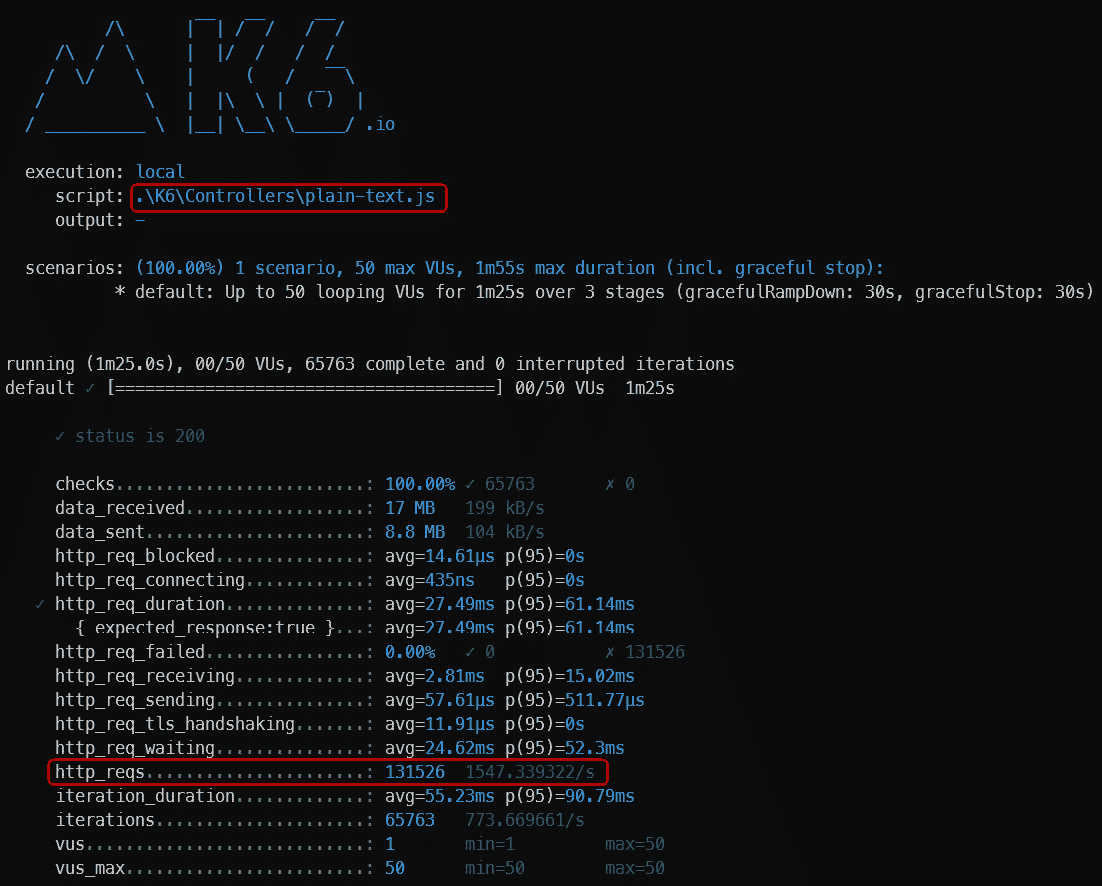 .io
execution: local
script: .\K6\Controllers\plain-text.js
output: -
scenarios: (100.00%) 1 scenario, 50 max VUs, 1m55s max duration (incl. graceful stop):
* default: Up to 50 looping VUs for 1m25s over 3 stages (gracefulRampDown: 30s, gracefulStop: 30s)
running (1m25.0s), 00/50 VUs, 65763 complete and 0 interrupted iterations
default ✓ [======================================] 00/50 VUs  1m25s
✓ status is 200
checks.........................: 100.00% ✓ 65763       ✗ 0
data_received..................: 17 MB   199 kB/s
data_sent......................: 8.8 MB  104 kB/s
http_req_blocked...............: avg=14.61µs p(95)=0s
http_req_connecting............: avg=435ns   p(95)=0s
✓ http_req_duration..............: avg=27.49ms p(95)=61.14ms
{ expected_response:true }...: avg=27.49ms p(95)=61.14ms
http_req_failed................: 0.00%   ✓ 0           ✗ 131526
http_req_receiving.............: avg=2.81ms  p(95)=15.02ms
http_req_sending...............: avg=57.61µs p(95)=511.77µs
http_req_tls_handshaking.......: avg=11.91µs p(95)=0s
http_req_waiting...............: avg=24.62ms p(95)=52.3ms
http_reqs......................: 131526  1547.339322/s
iteration_duration.............: avg=55.23ms p(95)=90.79ms
iterations.....................: 65763   773.669661/s
vus............................: 1       min=1         max=50
vus_max........................: 50      min=50        max=50